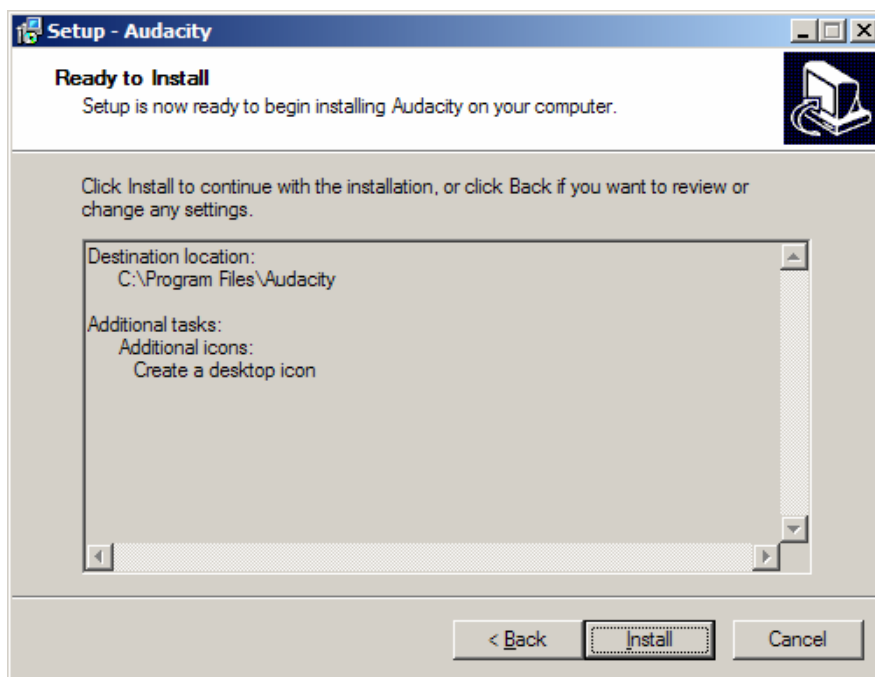 Setup - Audacity
Ready to Install
Setup is now ready to begin installing Audacity on your computer.
Click Install to continue with the installation, or click Back if you want to review or
change any settings.
Destination location:
C:\Program Files\Audacity
Additional tasks:
Additional icons:
Create a desktop icon
< Back
Install
Cancel